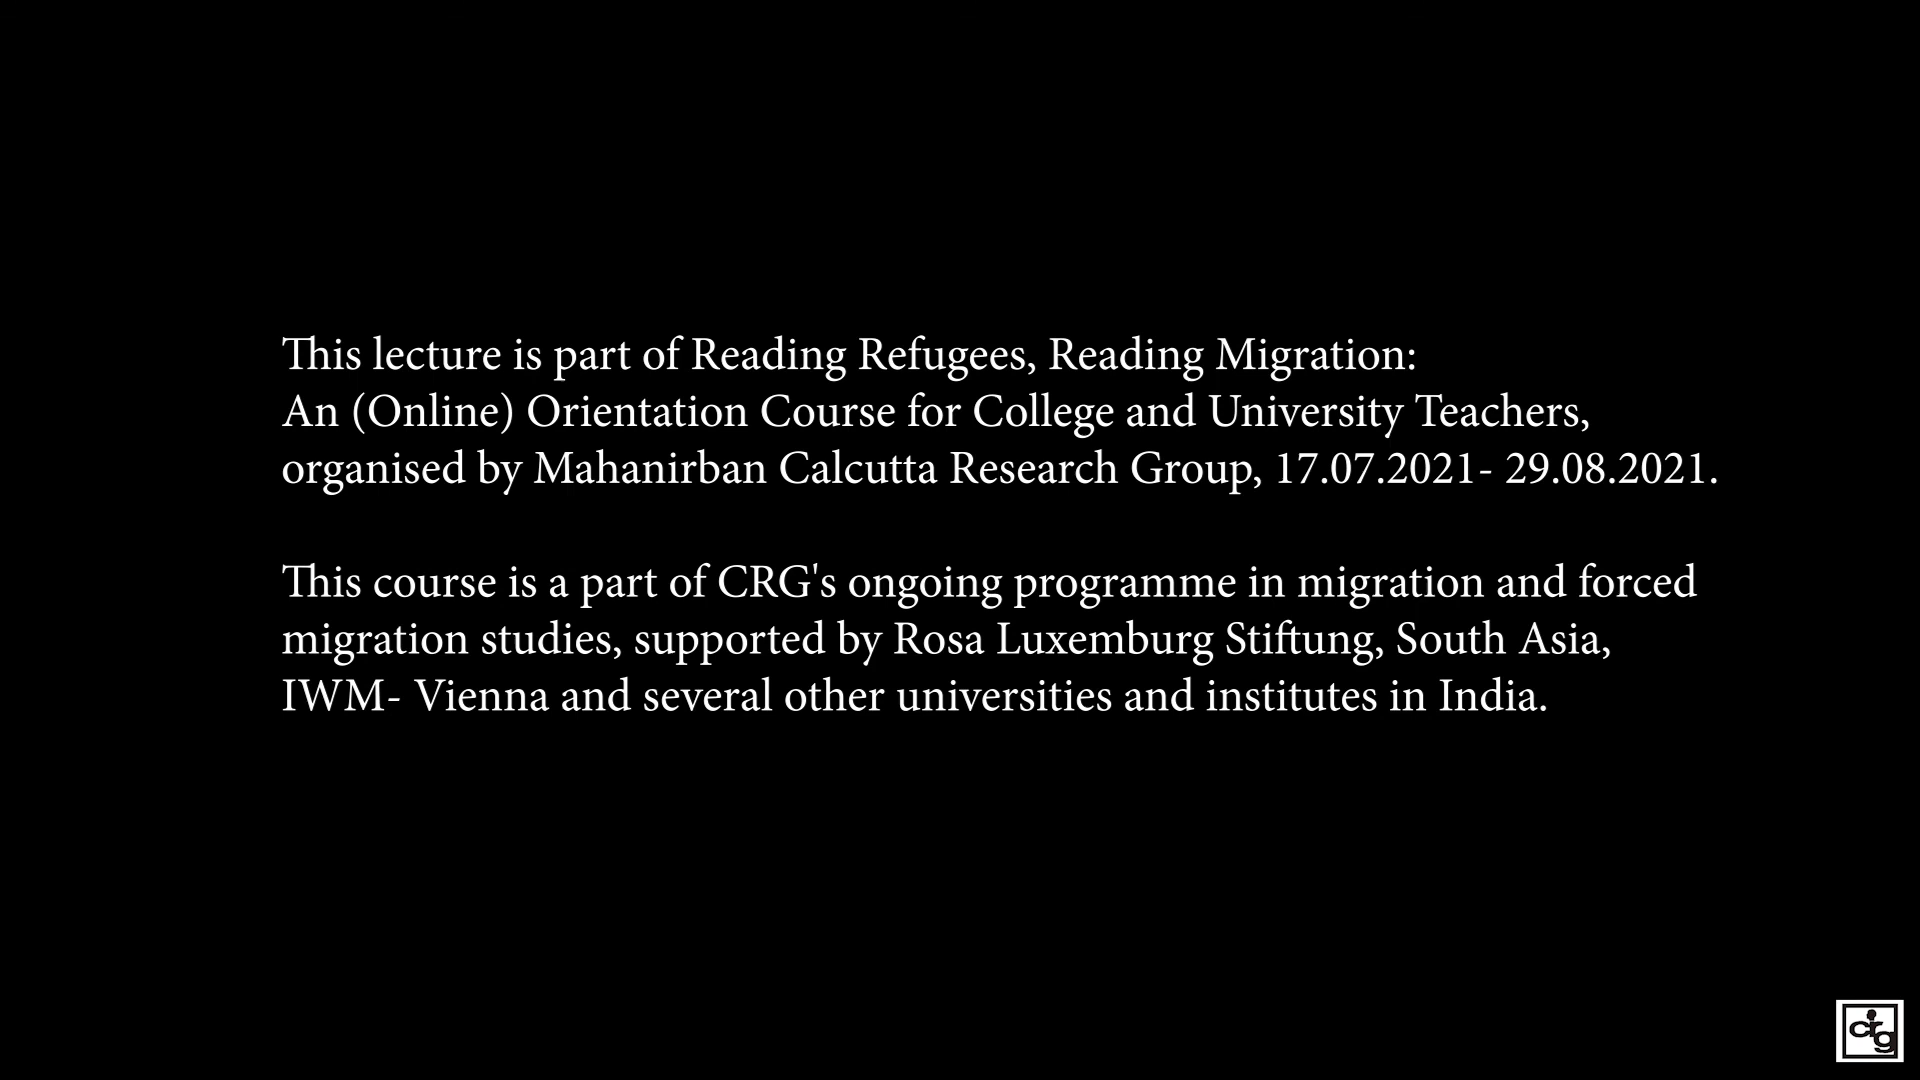 This lecture is part of Reading Refugees, Reading Migration:
An (Online) Orientation Course for College and University Teachers,
organised by Mahanirban Calcutta Research Group, 17.07.2021- 29.08.2021.
This course is a part of CRG's ongoing programme in migration and forced
migration studies, supported by Rosa Luxemburg Stiftung, South Asia,
IWM- Vienna and several other universities and institutes in India.
crg